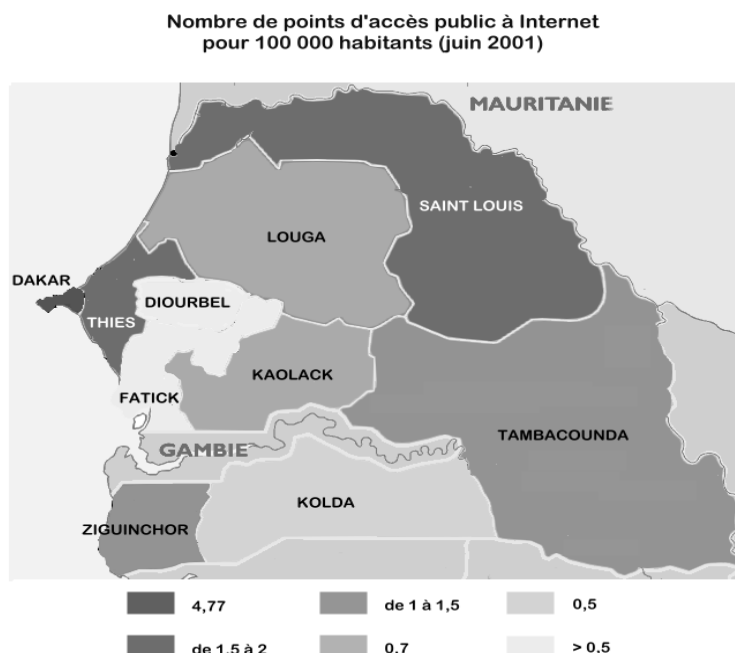 Nombre de points d'accès public à Internet
pour 100 000 habitants (juin 2001)
MAURITANIE
SAINT LOUIS
LOUGA
DAKAR
DIOURBEL
THIES
KAOLACK
FATICK
TAMBACOUNDA
GAMBIE
KOLDA
ZIGUINCHOR
4,77
de 1 à 1,5
0,5
de 1,5 à 2
0,7
> 0,5